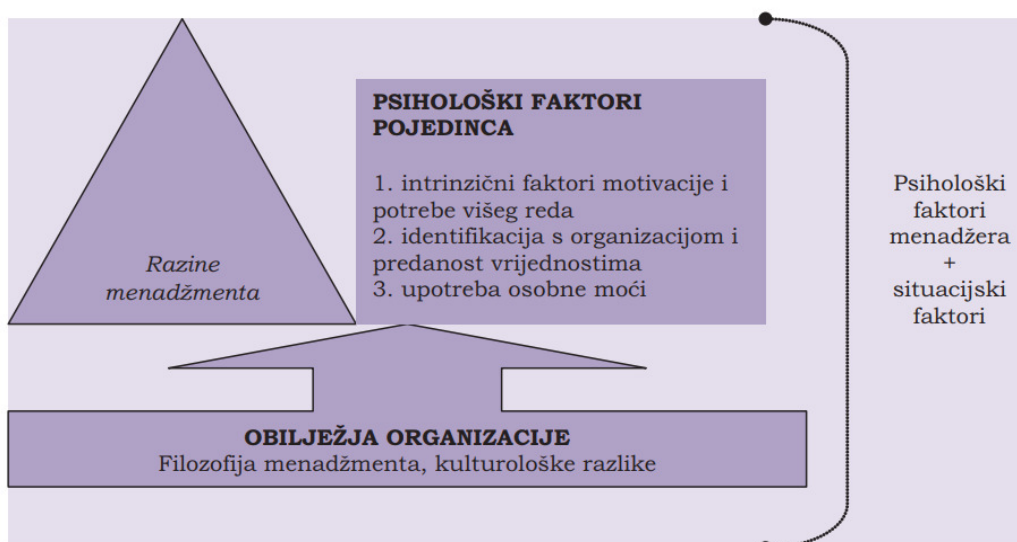 PSIHOLOŠKI FAKTORI
POJEDINCA
1. intrinzični faktori motivacije i
potrebe višeg reda
2. identifikacija s organizacijom i
predanost vrijednostima
3. upotreba osobne moći
Razine
menadžmenta
Psihološki
faktori
menadžera
+
situacijski
faktori
OBILJEŽJA ORGANIZACIJE
Filozofija menadžmenta, kulturološke razlike